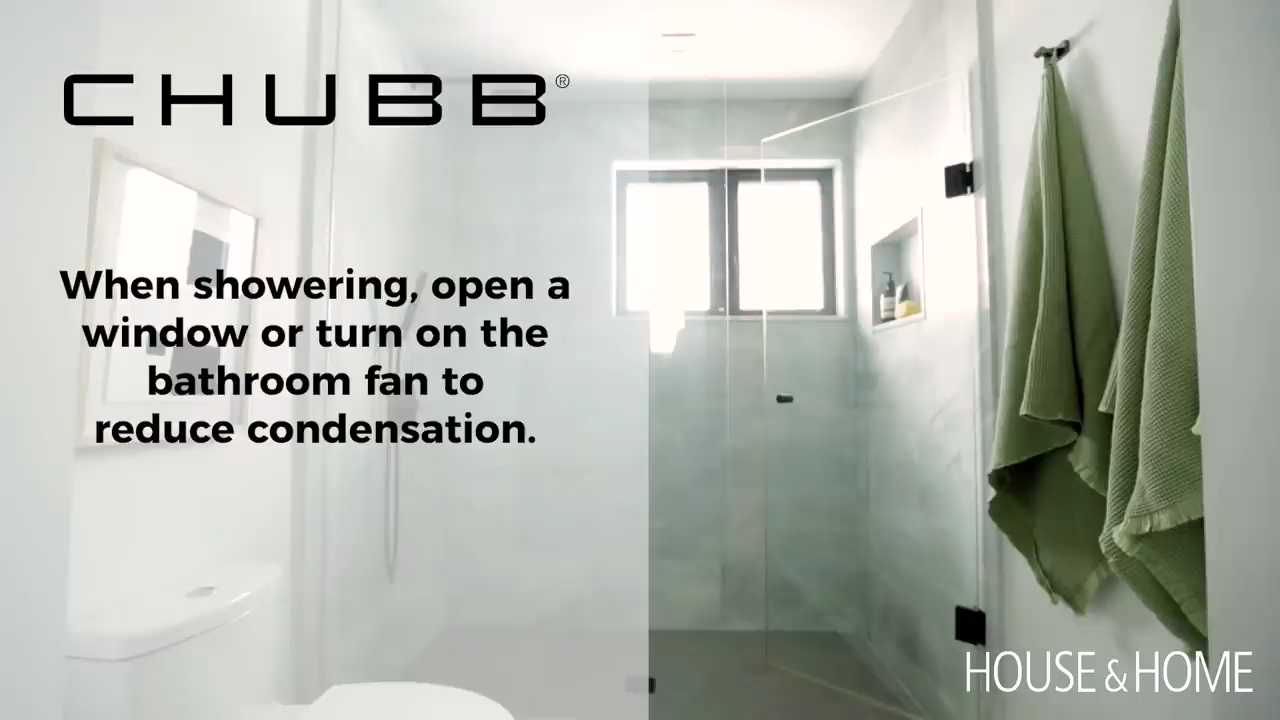 CHUBB®
When showering, open a
window or turn on the
bathroom fan to
reduce condensation.
HOUSE & HOME